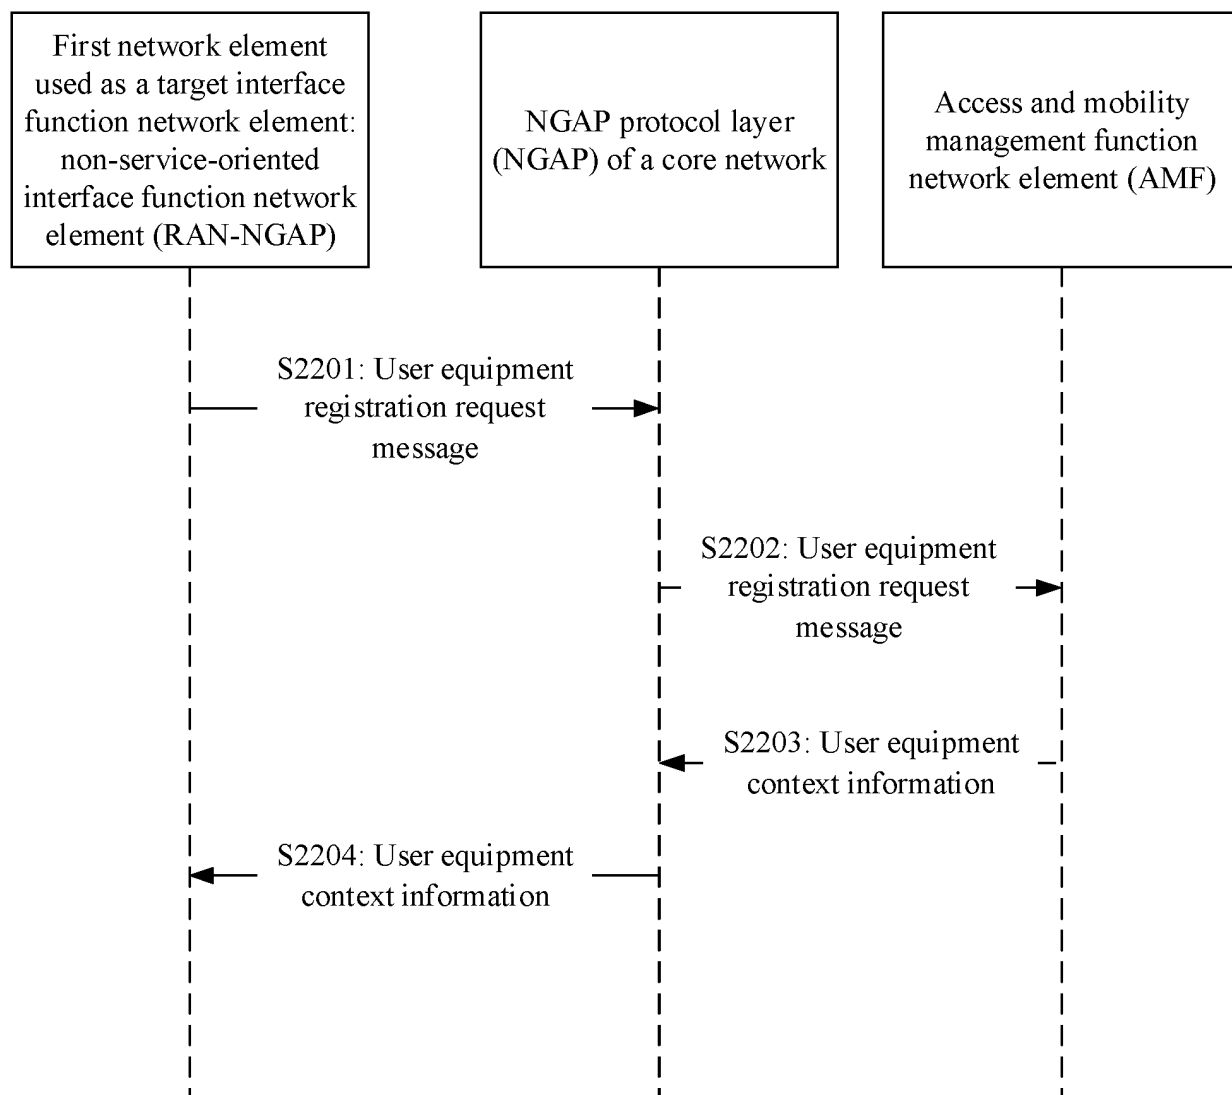 First network element
used as a target interface
function network element:
non-service-oriented
interface function network
element (RAN-NGAP)
NGAP protocol layer
(NGAP) of a core network
Access and mobility
management function
network element (AMF)
S2201: User equipment
registration request
message
S2202: User equipment
registration request
message
S2203: User equipment
context information
S2204: User equipment
context information